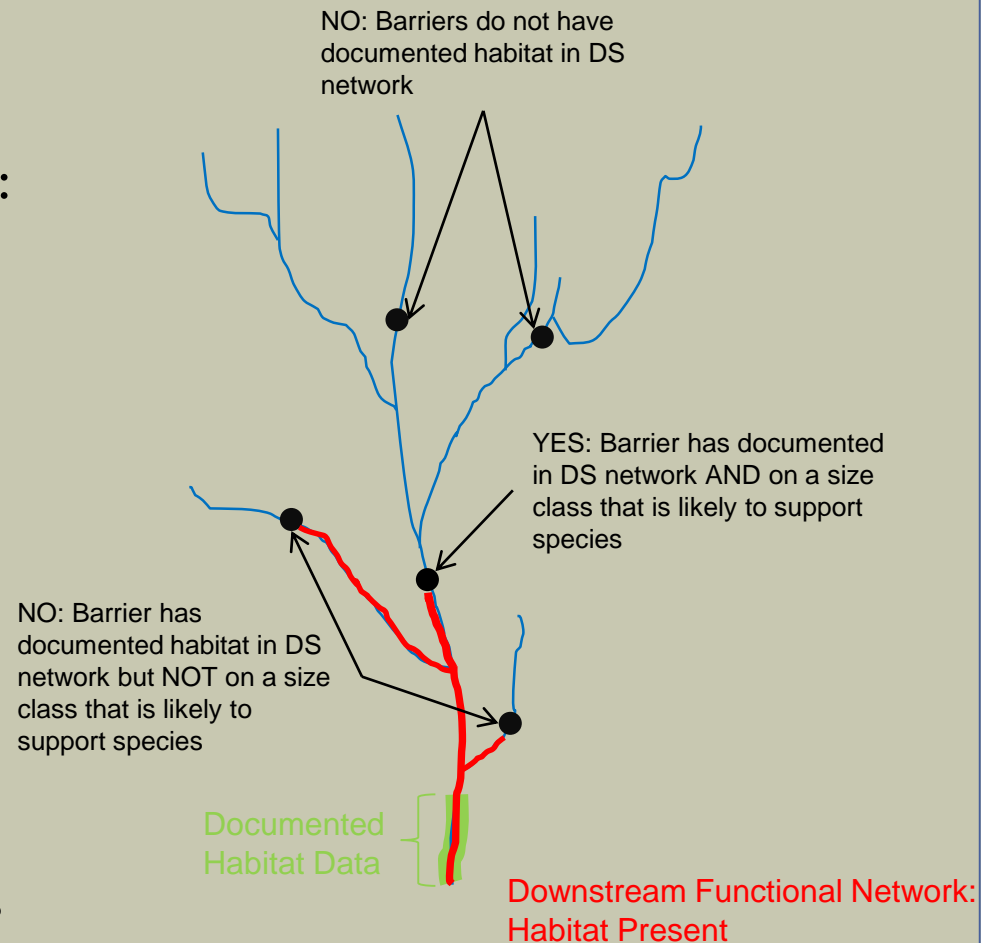 NO: Barriers do not have
documented habitat in DS
network
:
YES: Barrier has documented
in DS network AND on a size
class that is likely to support
species
NO: Barrier has
documented habitat in DS
network but NOT on a size
class that is likely to
support species
Documented
Habitat Data
Downstream Functional Network:
Habitat Present